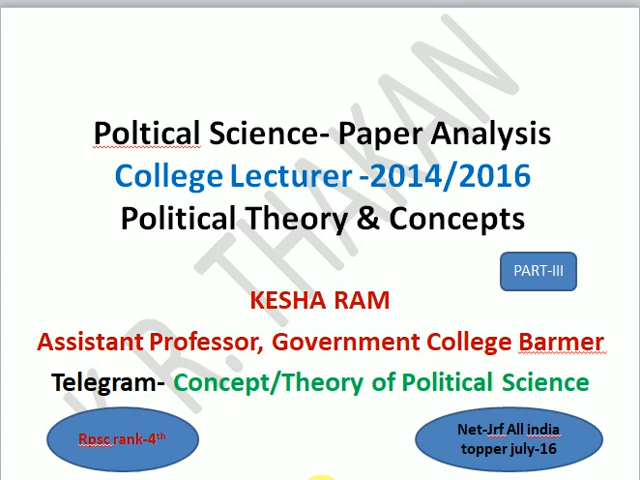 Poltical Science- Paper Analysis
College Lecturer -2014/2016
Political Theory & Concepts
PART-III
KESHA RAM
Assistant Professor, Government College Barmer
Telegram- Concept/Theory of Political Science
Rpsc rank-4th
Net-Jrf All india
topper july-16
K. R. THAKAN